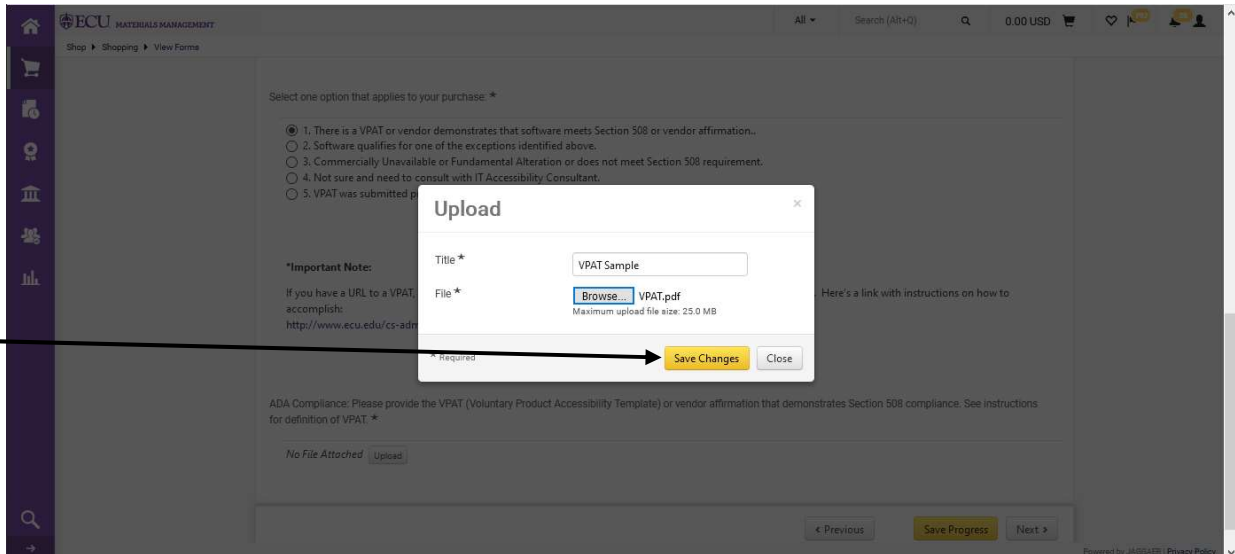 ECU MATERIALS MANAGEMENT
All
Search (Alt+Q)
0.00 USD
Shop Shopping View Forms
Select one option that applies to your purchase: *
1. There is a VPAT or vendor demonstrates that software meets Section 508 or vendor affirmation..
2. Software qualifies for one of the exceptions identified above.
3. Commercially Unavailable or Fundamental Alteration or does not meet Section 508 requirement.
4. Not sure and need to consult with IT Accessibility Consultant.
5. VPAT was submitted p
Upload
×
Title *
VPAT Sample
File *
Browse... VPAT.pdf
Maximum upload file size: 25.0 MB
* Required
Save Changes
Close
*Important Note:
If you have a URL to a VPAT, Here's a link with instructions on how to
accomplish:
http://www.ecu.edu/cs-adm
ADA Compliance: Please provide the VPAT (Voluntary Product Accessibility Template) or vendor affirmation that demonstrates Section 508 compliance. See instructions
for definition of VPAT. *
No File Attached Upload
Previous
Save Progress
Next
Powered by JAGGAER | Privacy Policy